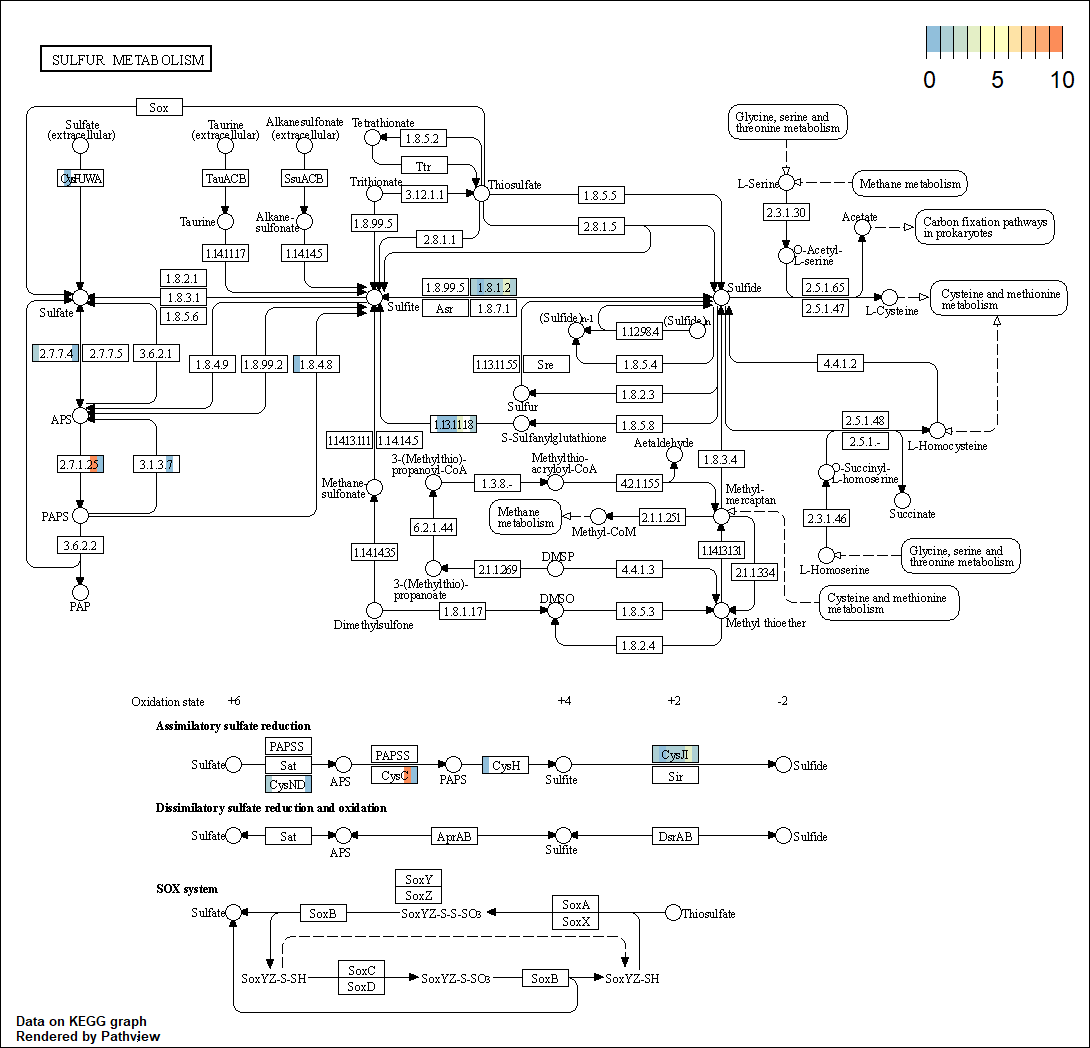 SULFUR METABOLISM
0 5 10
Sox
Sulfate
(extracellular)
Taurine
(extracellular)
Alkanesulfonate
(extracellular)
Tetrathionate
1.8.5.2
Ttr
Trithionate
3.12.1.1
Thiosulfate
1.8.5.5
Glycine, serine and
threonine metabolism
L-Serine
Methane metabolism
CysPUWA
TauACB
SsuACB
Taurine
Alkane-
sulfonate
1.8.99.5
2.8.1.1
2.8.1.5
2.3.1.30
Acetate
Carbon fixation pathways
in prokaryotes
1.14.11.17
1.14.14.5
O-Acetyl-
L-serine
1.8.2.1
1.8.3.1
1.8.5.6
Sulfate
Sulfite
1.8.99.5
1.8.1.2
Asr
1.8.7.1
Sulfide
2.5.1.65
2.5.1.47
L-Cysteine
Cysteine and methionine
metabolism
(Sulfide)n-1
1.12.98.4
(Sulfide)n
2.7.7.4
2.7.7.5
3.6.2.1
1.8.4.9
1.8.99.2
1.8.4.8
1.13.11.55
Sre
1.8.5.4
4.4.1.2
Sulfur
1.8.2.3
APS
1.13.11.18
S-Sulfanylglutathione
1.8.5.8
2.5.1.48
2.5.1.-
L-Homocysteine
1.14.13.111
1.14.14.5
Acetaldehyde
2.7.1.25
3.1.3.7
3-(Methylthio)-
propanoyl-CoA
Methylthio-
acryloyl-CoA
1.8.3.4
O-Succinyl-
L-homoserine
Methane-
sulfonate
1.3.8.-
4.2.1.155
Methyl-
mercaptan
Succinate
PAPS
Methane
metabolism
Methyl-CoM
2.1.1.251
2.3.1.46
6.2.1.44
3.6.2.2
1.14.14.35
1.14.13.131
L-Homoserine
Glycine, serine and
threonine metabolism
DMSP
2.1.1.269
4.4.1.3
2.1.1.334
3-(Methylthio)-
propanoate
PAP
DMSO
Cysteine and methionine
metabolism
Dimethylsulfone
1.8.1.17
1.8.5.3
Methyl thioether
1.8.2.4
Oxidation state +6 +4 +2 -2
Assimilatory sulfate reduction
PAPSS
PAPSS
CysJI
Sulfate
Sat
APS
CysC
PAPS
CysH
Sulfite
Sir
Sulfide
CysND
Dissimilatory sulfate reduction and oxidation
Sulfate
Sat
APS
AprAB
Sulfite
DsrAB
Sulfide
SOX system
SoxY
SoxZ
Sulfate
SoxB
SoxYZ-S-S-SO3
SoxA
SoxX
Thiosulfate
SoxYZ-S-SH
SoxC
SoxD
SoxYZ-S-SO3
SoxB
SoxYZ-SH
Data on KEGG graph
Rendered by Pathview